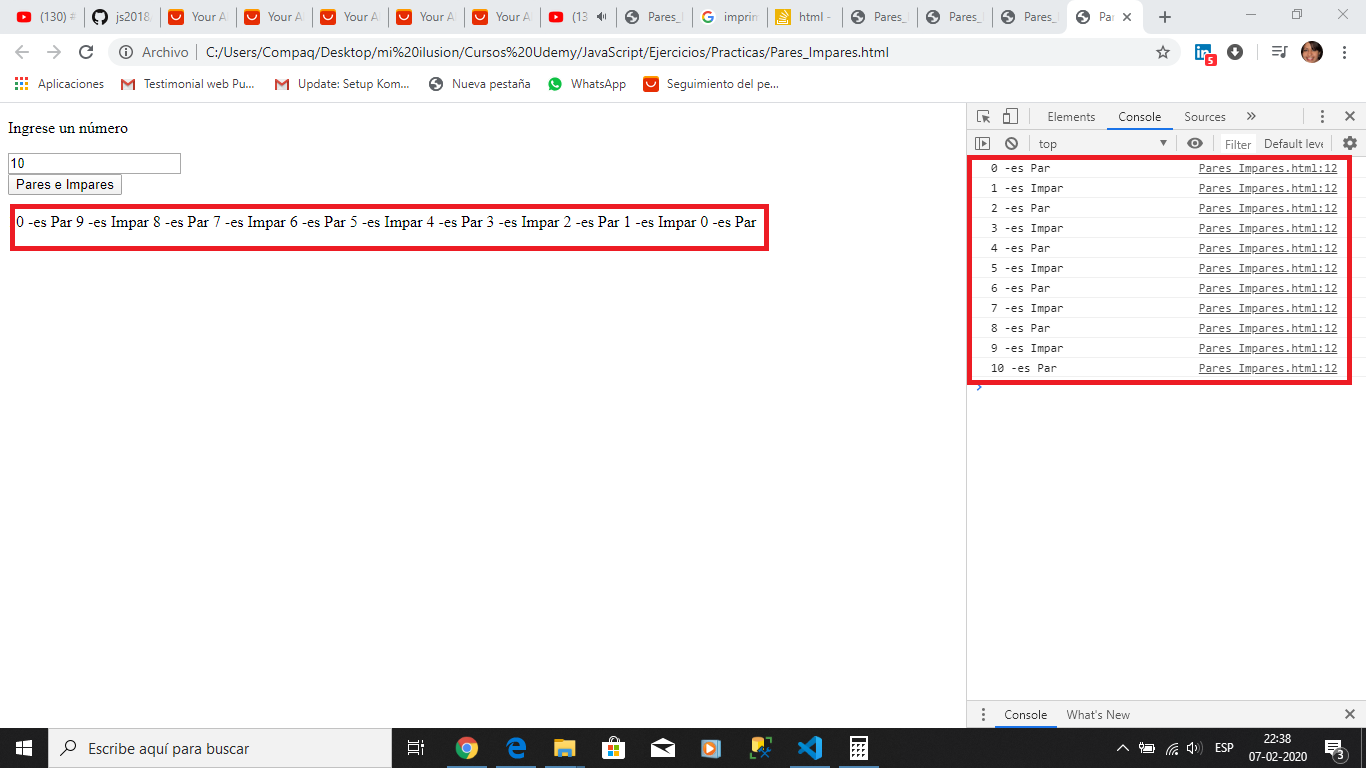 (130) #
js2018
Your A
Your A
Your A
Your A
Your A
(13
Pares_
imprim
html -
Pares_
Pares_
Pares_
Pa
Archivo
C:/Users/Compaq/Desktop/mi%20ilusion/Cursos%20Udemy/JavaScript/Ejercicios/Practicas/Pares_Impares.html
5
Aplicaciones
Testimonial web Pu...
Update: Setup Kom...
Nueva pestaña
WhatsApp
Seguimiento del pe...
Ingrese un número
10
Pares e Impares
0 -es Par 9 -es Impar 8 -es Par 7 -es Impar 6 -es Par 5 -es Impar 4 -es Par 3 -es Impar 2 -es Par 1 -es Impar 0 -es Par
Elements
Console
Sources
top
Filter
Default leve
0 -es Par Pares_Impares.html:12
1 -es Impar Pares_Impares.html:12
2 -es Par Pares_Impares.html:12
3 -es Impar Pares_Impares.html:12
4 -es Par Pares_Impares.html:12
5 -es Impar Pares_Impares.html:12
6 -es Par Pares_Impares.html:12
7 -es Impar Pares_Impares.html:12
8 -es Par Pares_Impares.html:12
9 -es Impar Pares_Impares.html:12
10 -es Par Pares_Impares.html:12
Console
What's New
Escribe aquí para buscar
ESP
22:38
07-02-2020
3